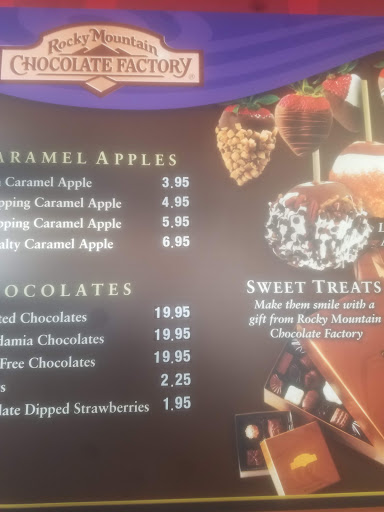 Rocky Mountain
CHOCOLATE FACTORY
ARAMEL APPLES
Caramel Apple 3.95
pping Caramel Apple 4.95
pping Caramel Apple 5.95
alty Caramel Apple 6.95
OCOLATES
ted Chocolates 19.95
damia Chocolates 19.95
Free Chocolates 19.95
s 2.25
late Dipped Strawberries 1.95
SWEET TREATS
Make them smile with a
gift from Rocky Mountain
Chocolate Factory